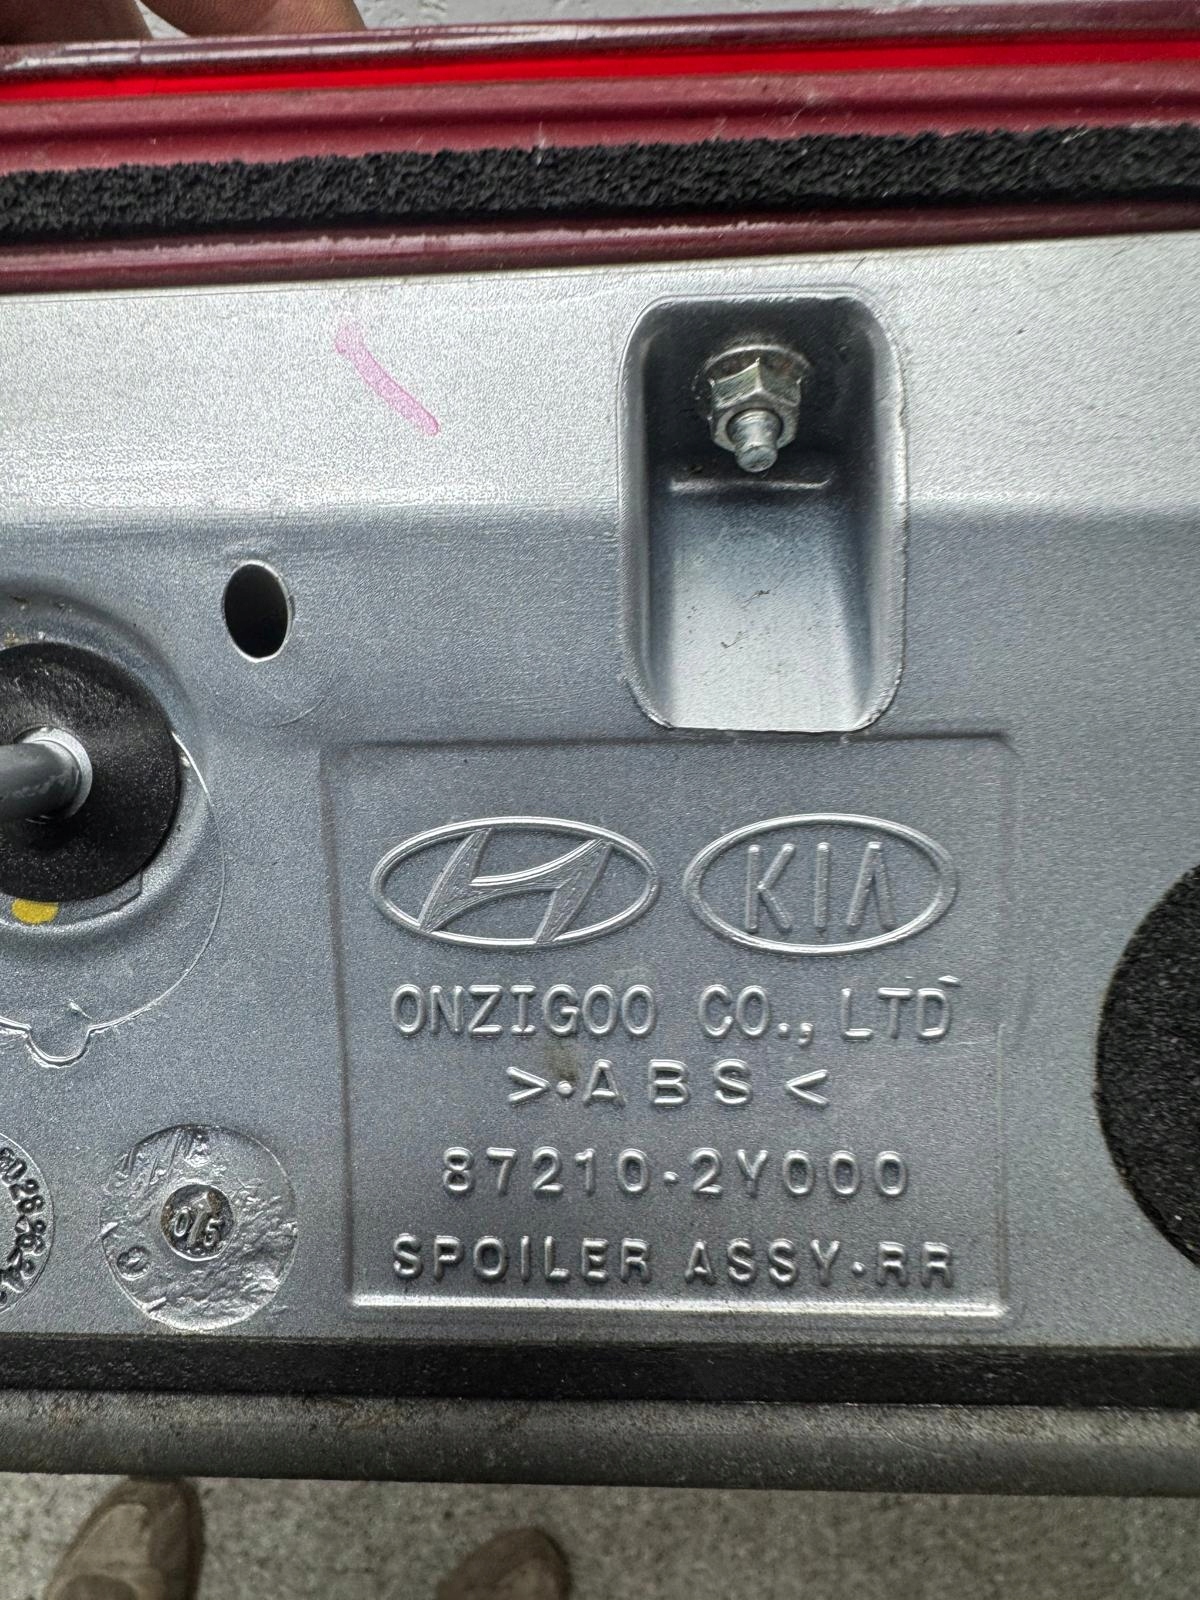 KIA
ONZIGOO CO., LTD
>·ABS<
87210-2Y000
SPOILER ASSY·RR